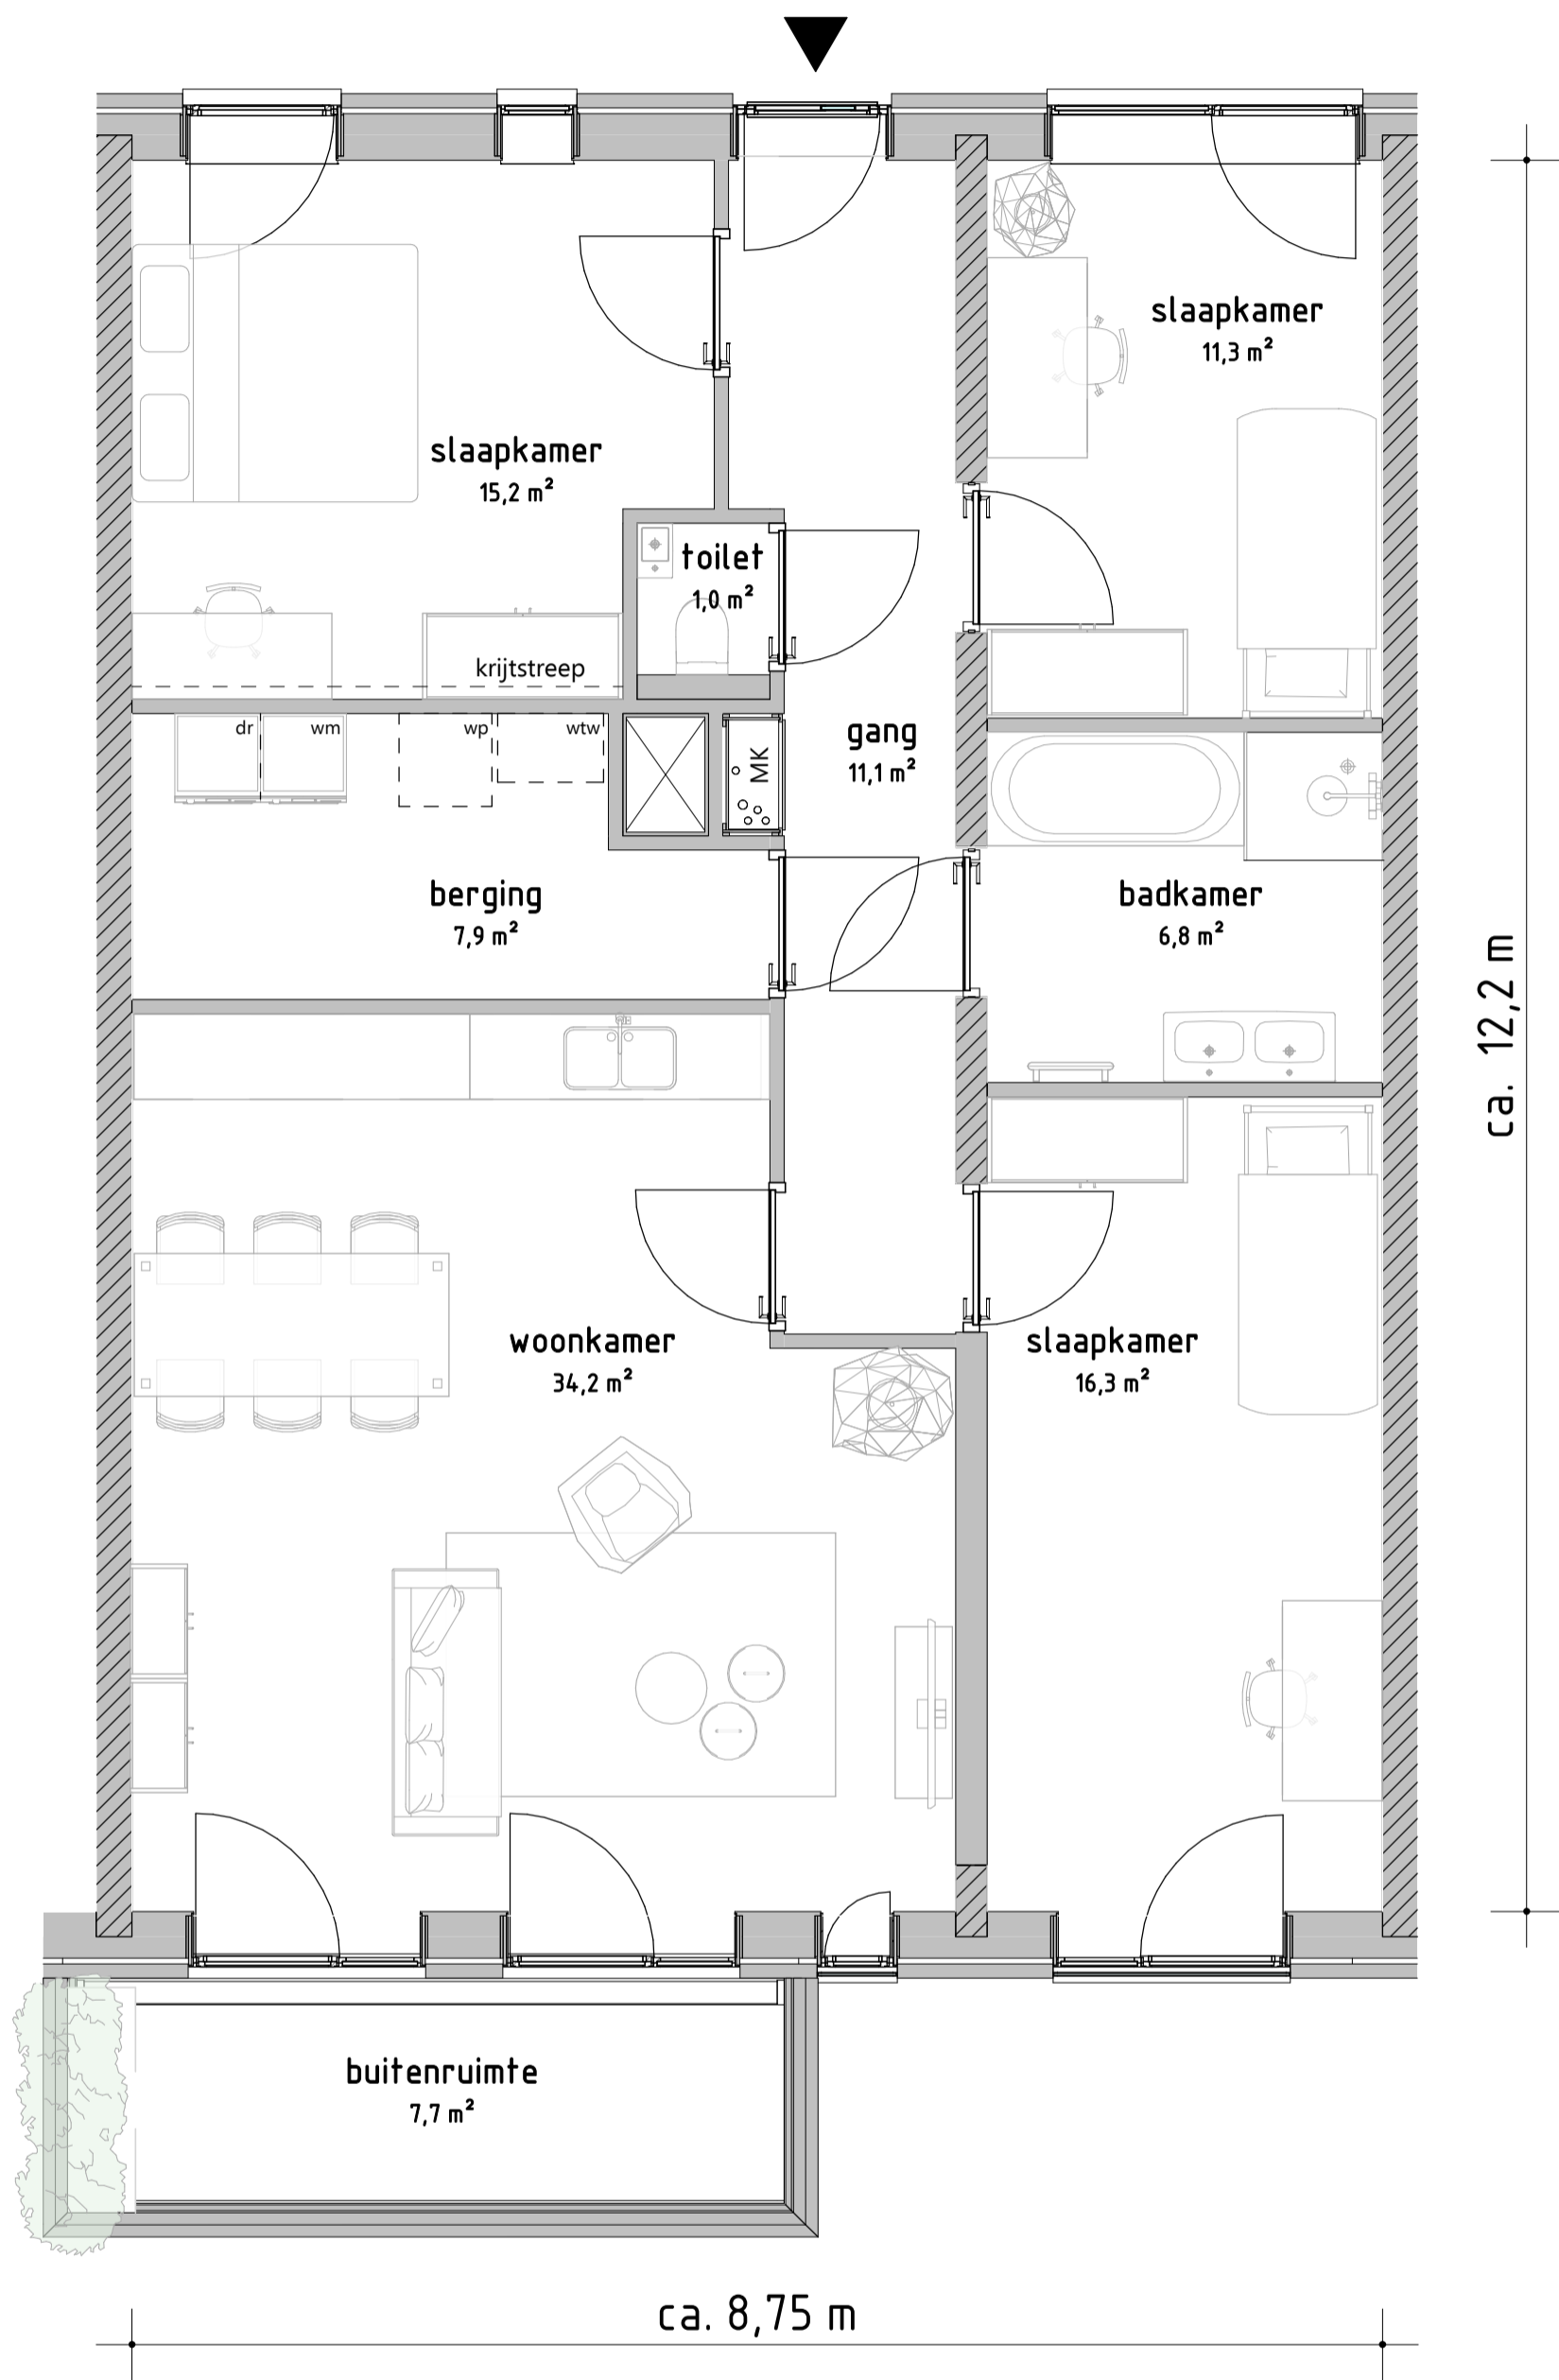 slaapkamer
11,3 m²
slaapkamer
15,2 m²
toilet
1,0 m²
krijtstreep
dr
wm
wp
wtw
MK
gang
11,1 m²
berging
7,9 m²
badkamer
6,8 m²
ca. 12,2 m
woonkamer
34,2 m²
slaapkamer
16,3 m²
buitenruimte
7,7 m²
ca. 8,75 m